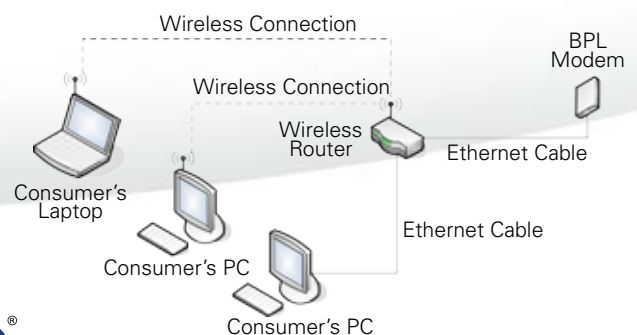 Wireless Connection
BPL
Modem
Wireless Connection
Wireless
Router
Ethernet Cable
Consumer's
Laptop
Ethernet Cable
Consumer's PC
®
Consumer's PC